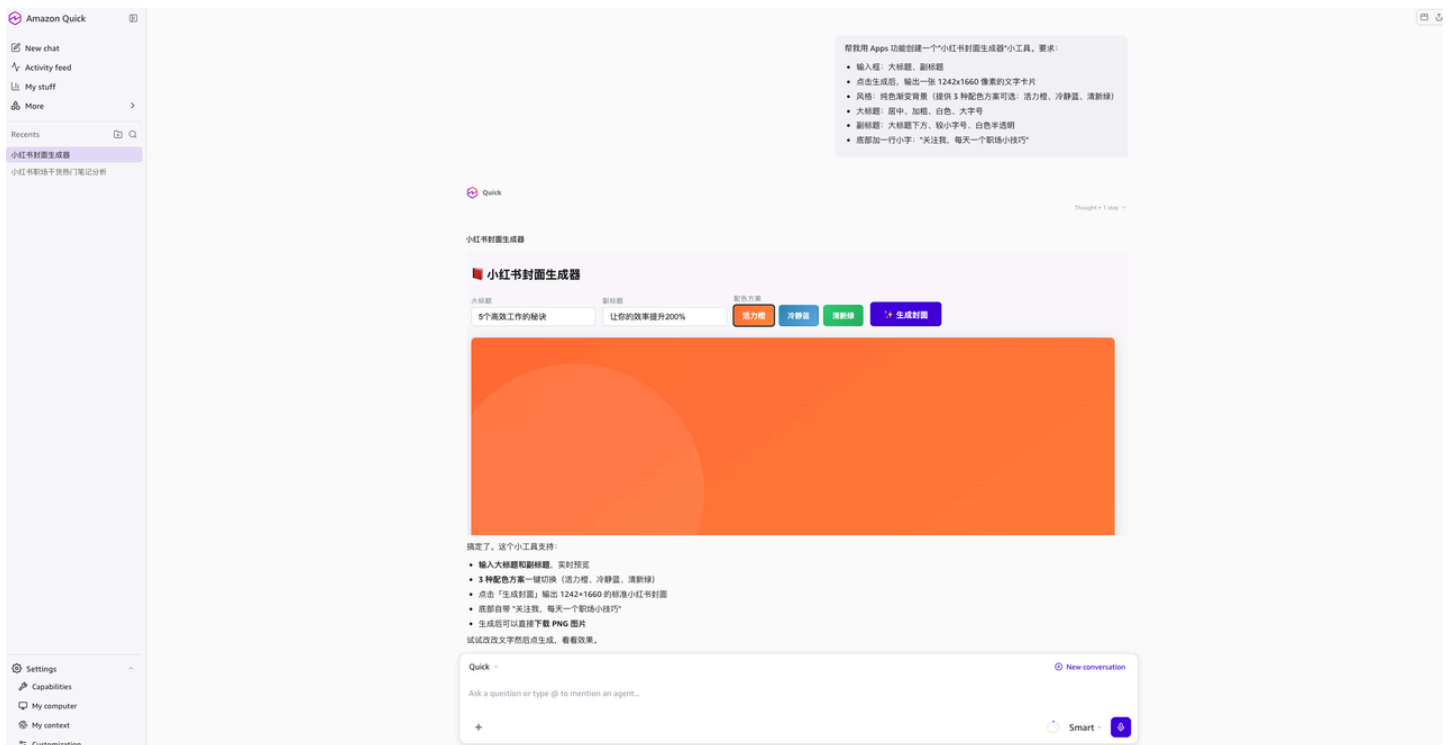 Amazon Quick
New chat
Activity feed
My stuff
More
Recents
小红书封面生成器
小红书职场干货热门笔记分析
帮我用 Apps 功能创建一个"小红书封面生成器"小工具。要求：
• 输入框：大标题、副标题
• 点击生成后，输出一张 1242x1660 像素的文字卡片
• 风格：纯色渐变背景（提供 3 种配色方案可选：活力橙、冷静蓝、清新绿）
• 大标题：居中、加粗、白色、大字号
• 副标题：大标题下方、较小字号、白色半透明
• 底部加一行小字："关注我，每天一个职场小技巧"
Quick
Thought • 1 step
小红书封面生成器
小红书封面生成器
大标题
副标题
配色方案
5个高效工作的秘诀
让你的效率提升200%
活力橙
冷静蓝
清新绿
✨ 生成封面
搞定了。这个小工具支持：
• 输入大标题和副标题，实时预览
• 3 种配色方案一键切换（活力橙、冷静蓝、清新绿）
• 点击「生成封面」输出 1242×1660 的标准小红书封面
• 底部自带 "关注我，每天一个职场小技巧"
• 生成后可以直接下载 PNG 图片
试试改改文字然后点生成，看看效果。
Quick
New conversation
Ask a question or type @ to mention an agent...
Smart
Settings
Capabilities
My computer
My context
Customization